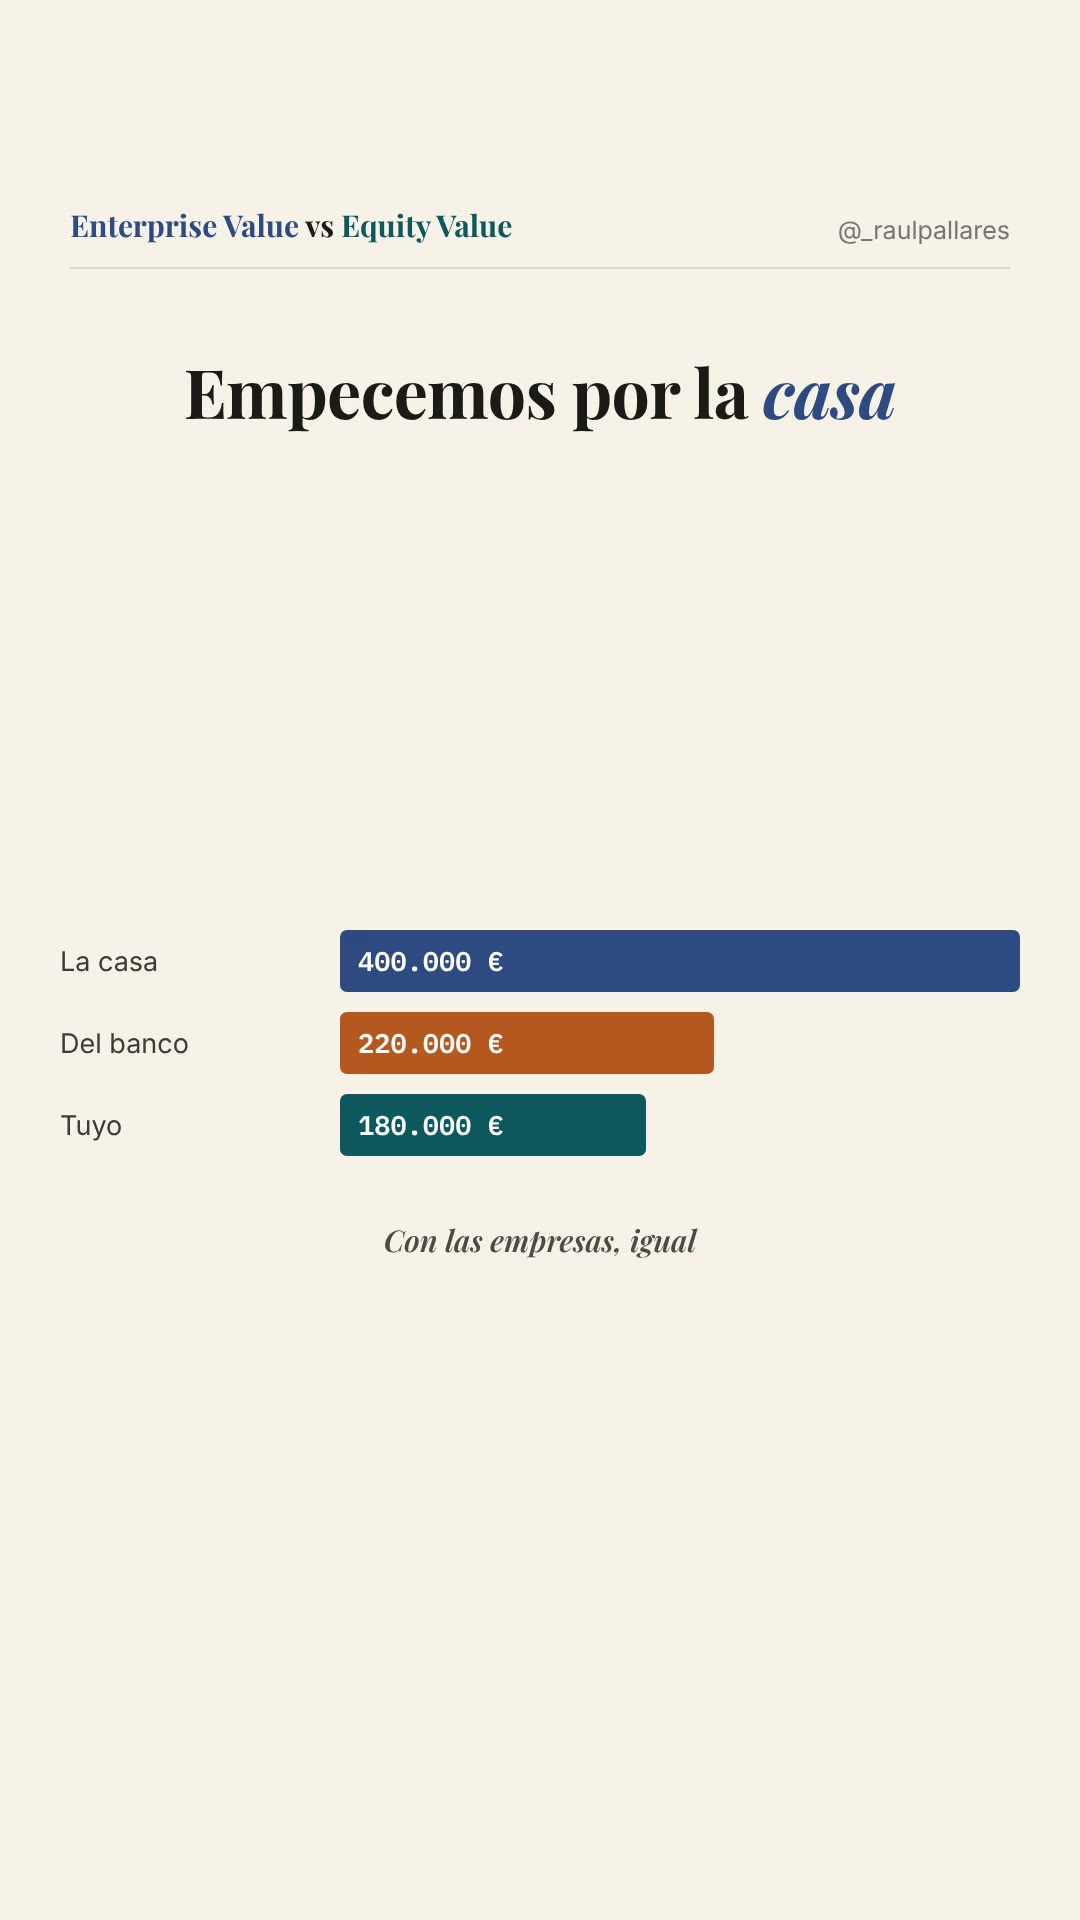 Enterprise Value vs Equity Value
@_raulpallares
Empecemos por la casa
La casa
400.000 €
Del banco
220.000 €
Tuyo
180.000 €
Con las empresas, igual